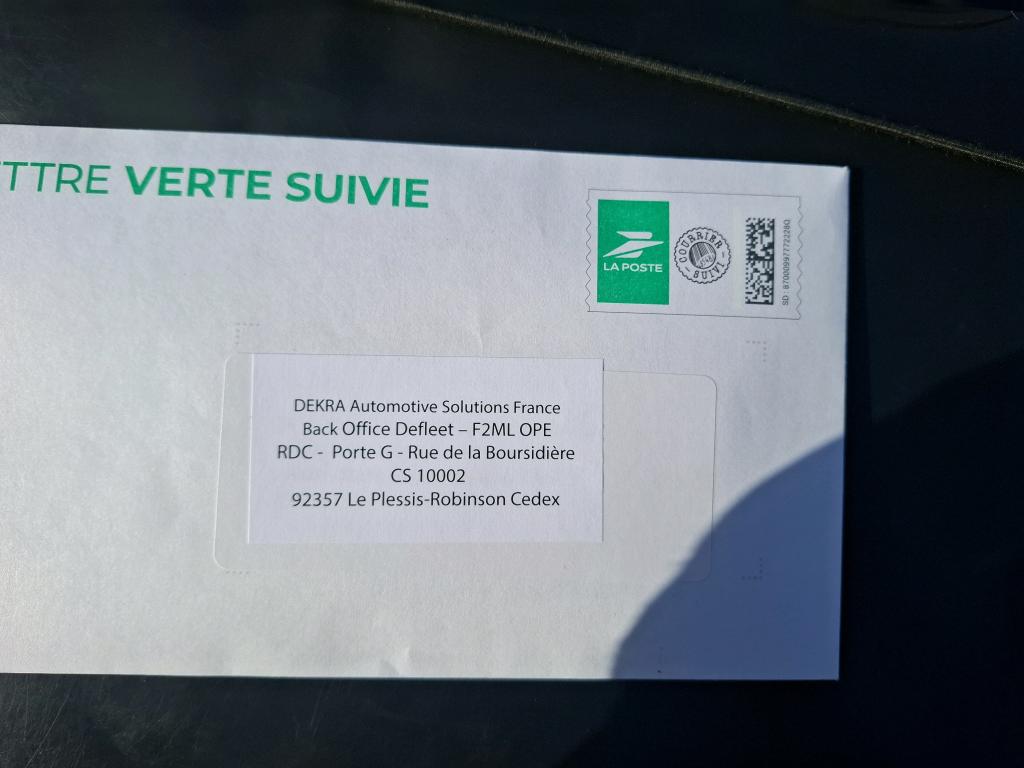 TTRE VERTE SUIVIE
LA POSTE
COURRIER
SUIVI
DEKRA Automotive Solutions France
Back Office Defleet – F2ML OPE
RDC - Porte G - Rue de la Boursidière
CS 10002
92357 Le Plessis-Robinson Cedex